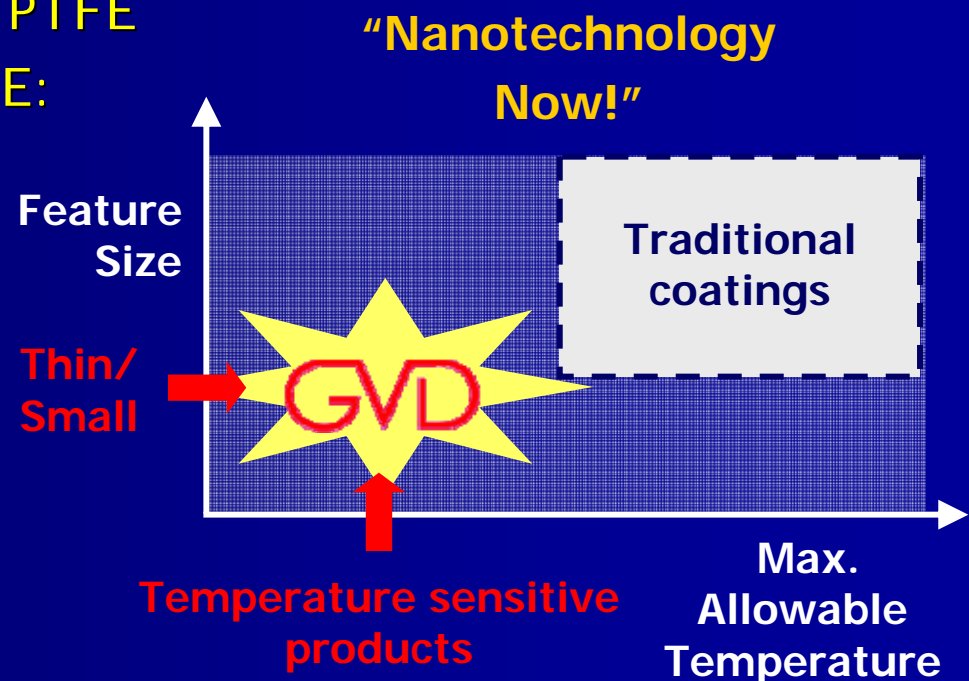 PTFE
E:
“Nanotechnology
Now!”
Feature
Size
Traditional
coatings
Thin/
Small
GVD
Temperature sensitive
products
Max.
Allowable
Temperature